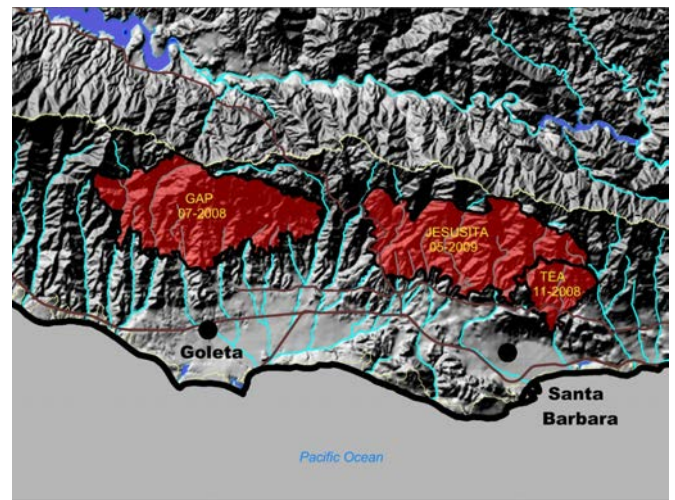 GAP
07-2008
JESUSITA
05-2009
TEA
11-2008
Goleta
Santa
Barbara
Pacific Ocean